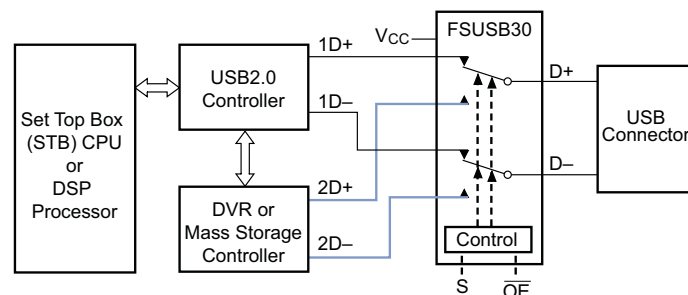 Set Top Box
(STB) CPU
or
DSP
Processor
USB2.0
Controller
DVR or
Mass Storage
Controller
1D+
1D–
2D+
2D–
VCC
FSUSB30
Control
S
OE
D+
D–
USB
Connector